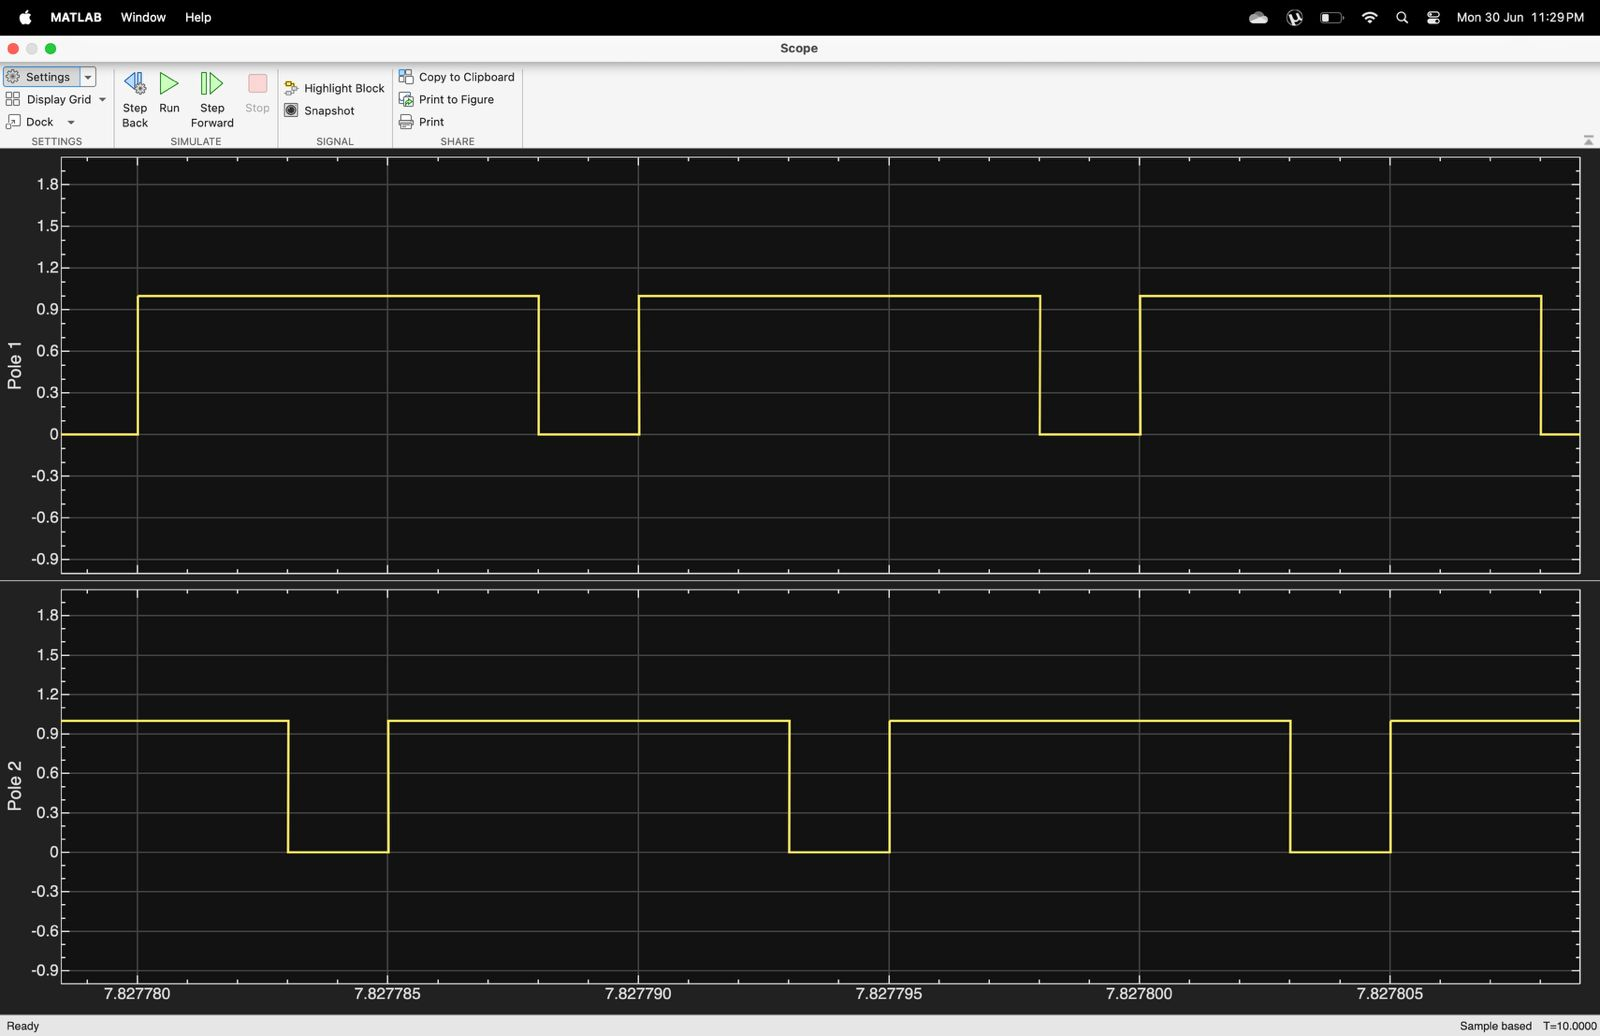 MATLAB Window Help Mon 30 Jun 11:29 PM
Scope
Settings
Display Grid
Dock
SETTINGS
Step Back
Run
Step Forward
Stop
SIMULATE
Highlight Block
Snapshot
SIGNAL
Copy to Clipboard
Print to Figure
Print
SHARE
Pole 1
1.8
1.5
1.2
0.9
0.6
0.3
0
-0.3
-0.6
-0.9
Pole 2
1.8
1.5
1.2
0.9
0.6
0.3
0
-0.3
-0.6
-0.9
7.827780 7.827785 7.827790 7.827795 7.827800 7.827805
Ready Sample based T=10.0000